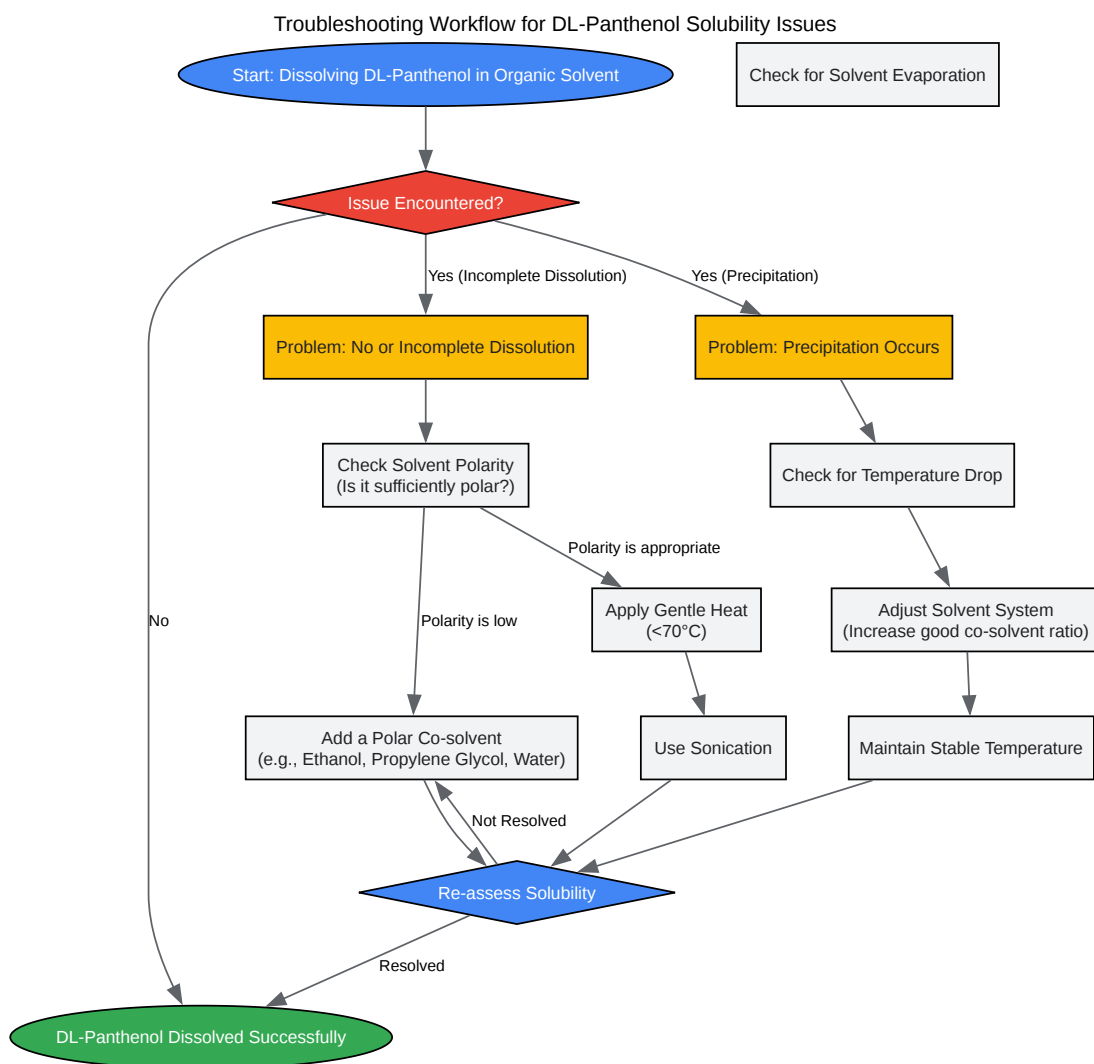 Troubleshooting Workflow for DL-Panthenol Solubility Issues
Start: Dissolving DL-Panthenol in Organic Solvent
Check for Solvent Evaporation
Issue Encountered?
Yes (Incomplete Dissolution)
Yes (Precipitation)
Problem: No or Incomplete Dissolution
Problem: Precipitation Occurs
Check Solvent Polarity
(Is it sufficiently polar?)
Check for Temperature Drop
Polarity is appropriate
No
Polarity is low
Apply Gentle Heat
(<70°C)
Adjust Solvent System
(Increase good co-solvent ratio)
Add a Polar Co-solvent
(e.g., Ethanol, Propylene Glycol, Water)
Use Sonication
Maintain Stable Temperature
Not Resolved
Re-assess Solubility
Resolved
DL-Panthenol Dissolved Successfully